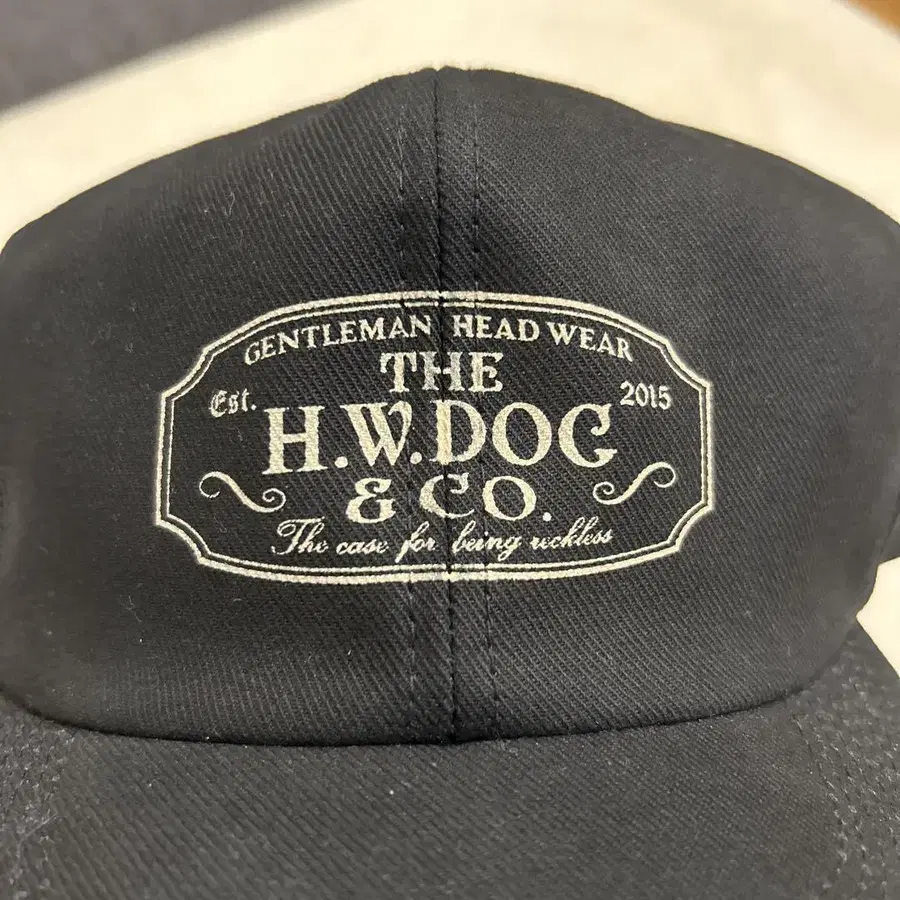 GENTLEMAN HEAD WEAR
THE
Est. 2015
H.W.DOG
& CO.
The case for being reckless